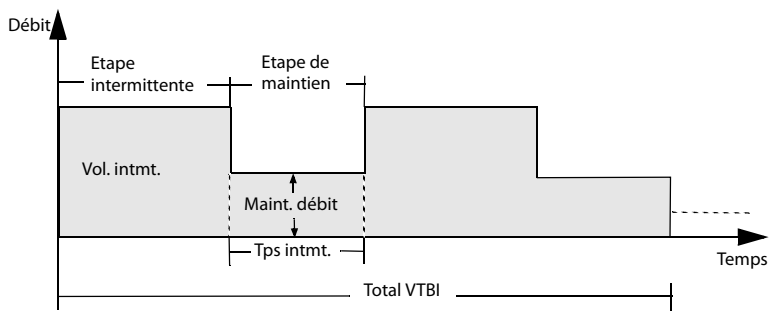 Débit
Etape
intermittente
Etape de
maintien
Vol. intmt.
Maint. débit
Tps intmt.
Temps
Total VTBI